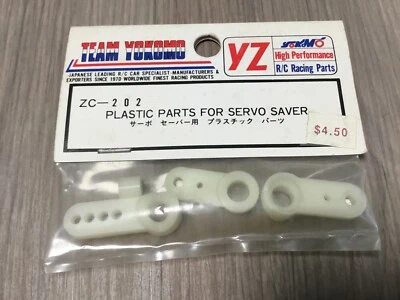 TEAM YOKOMO
JAPANESE LEADING R/C CAR SPECIALIST-MANUFACTURERS &
EXPORTERS SINCE 1970 WORLDWIDE FINEST RACING PRODUCTS
YZ
YOKOMO
High Performance
R/C Racing Parts
ZC-202
PLASTIC PARTS FOR SERVO SAVER
サーボ セーバー用 プラスチック パーツ
$4.50